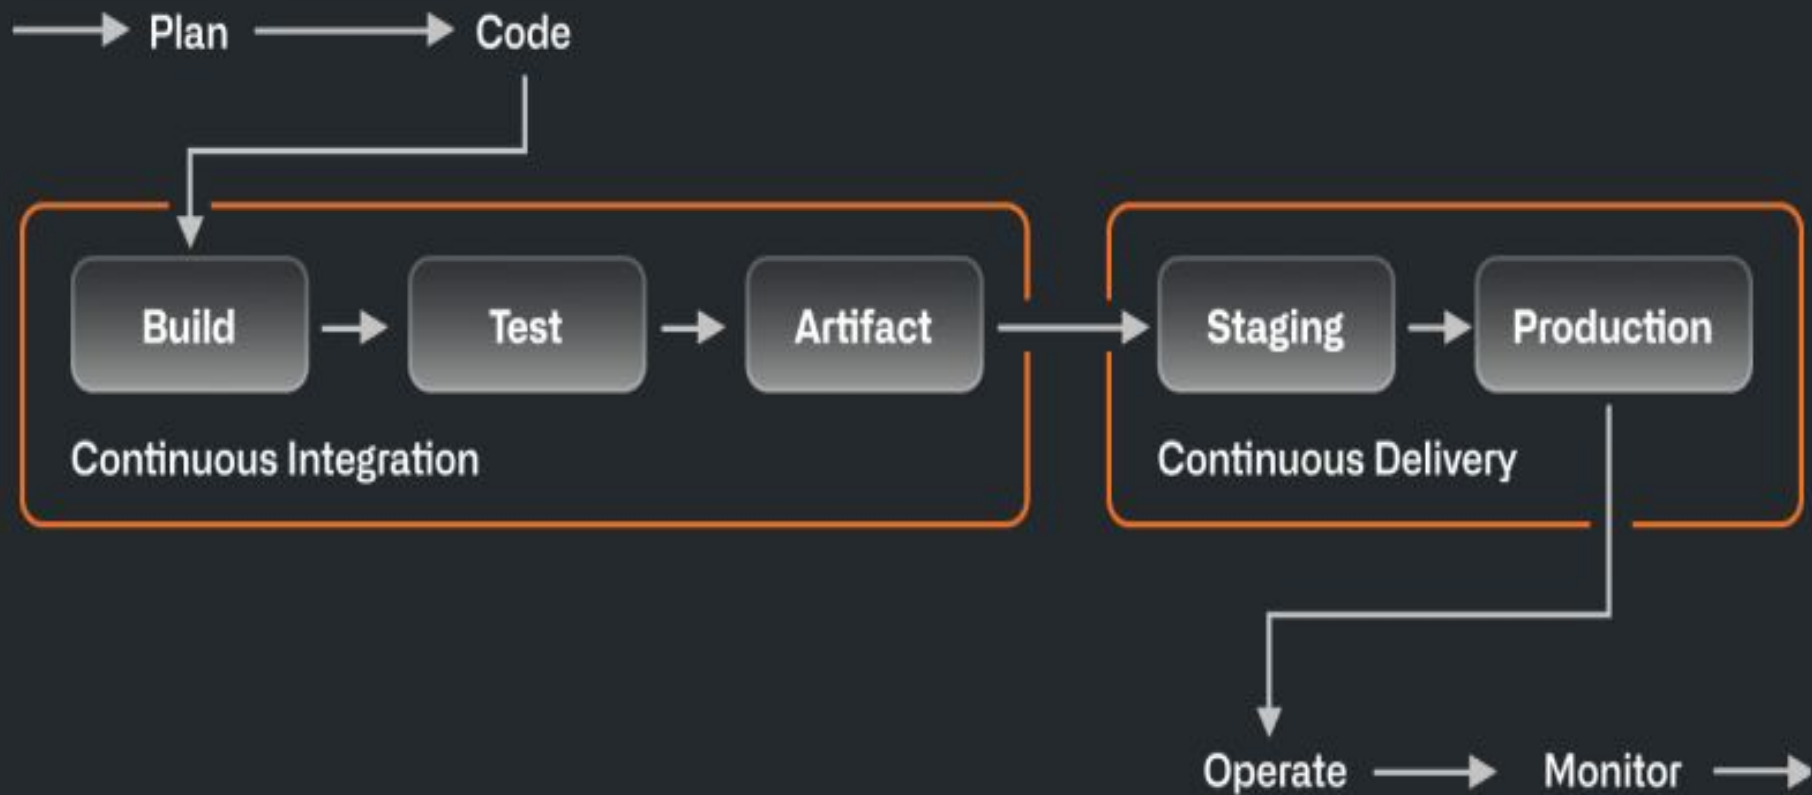 Plan
Code
Build
Test
Artifact
Staging
Production
Continuous Integration
Continuous Delivery
Operate
Monitor